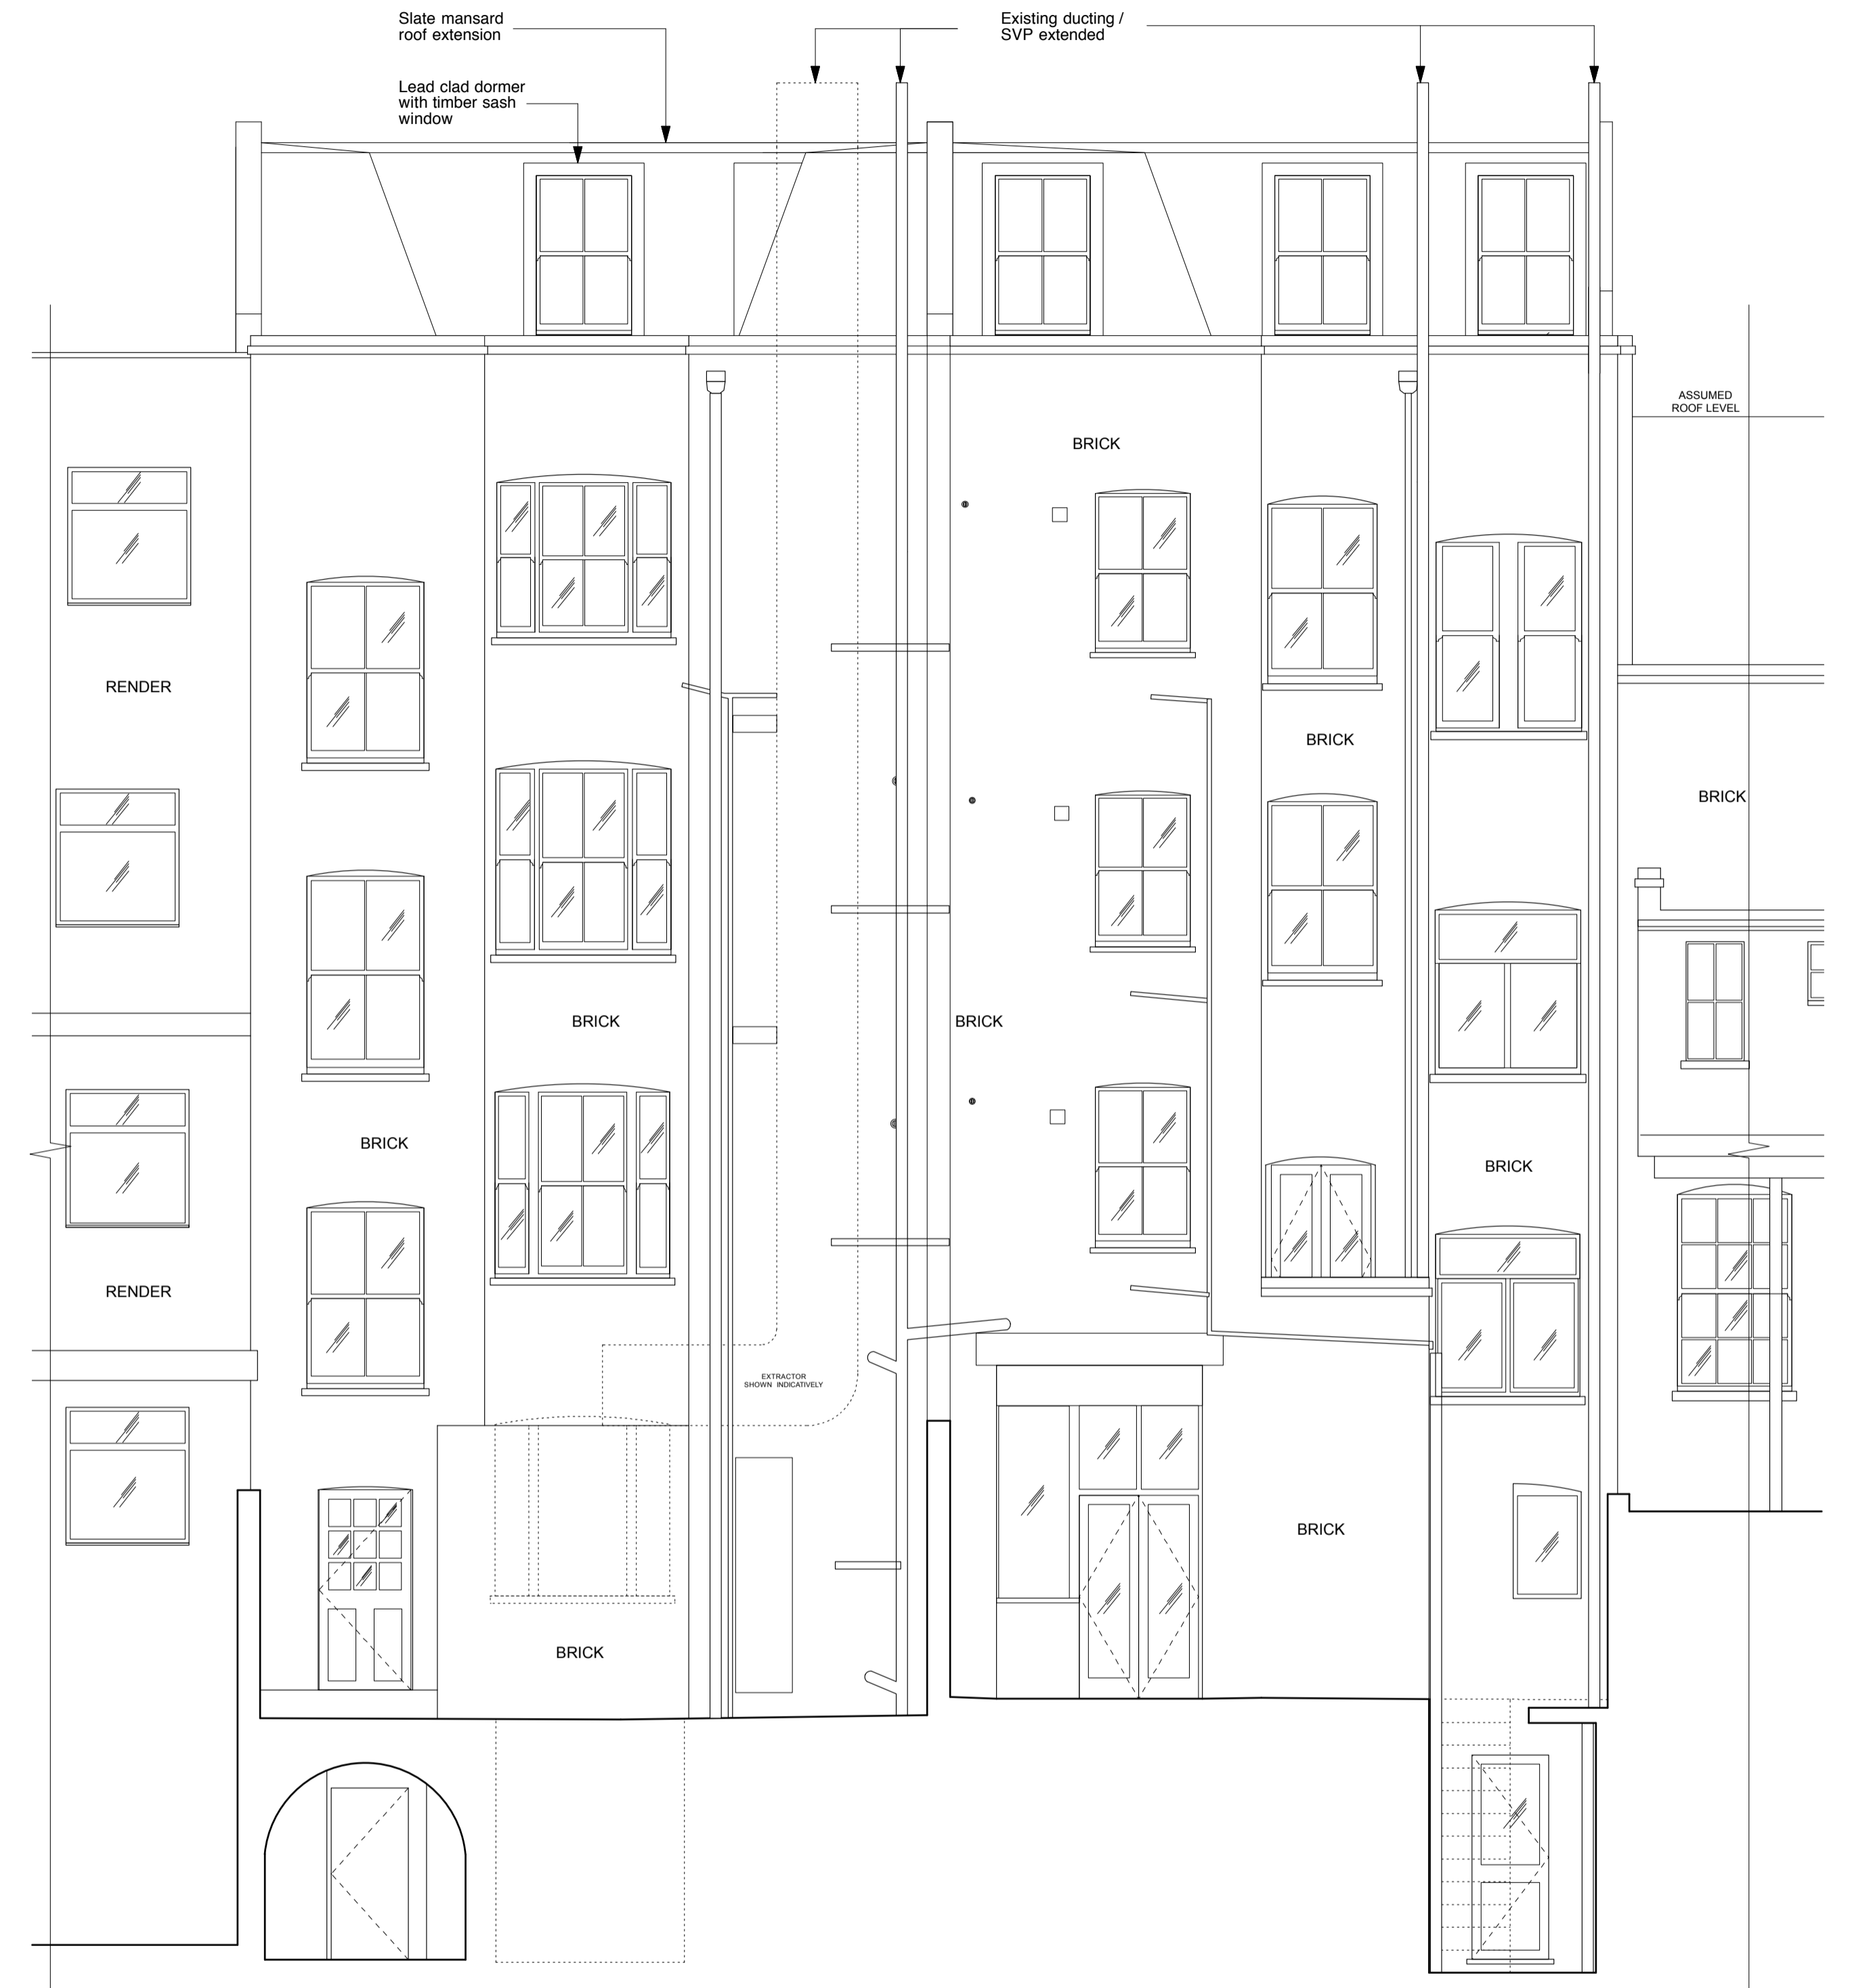 Slate mansard
roof extension
Existing ducting /
SVP extended
Lead clad dormer
with timber sash
window
ASSUMED
ROOF LEVEL
BRICK
RENDER
BRICK
BRICK
BRICK
BRICK
BRICK
BRICK
RENDER
EXTRACTOR
SHOWN INDICATIVELY
BRICK
BRICK